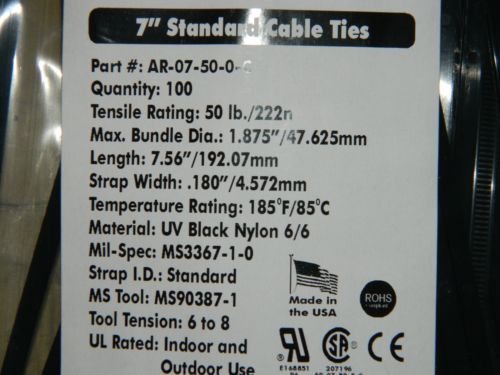 7" Standard Cable Ties
Part #: AR-07-50-0-C
Quantity: 100
Tensile Rating: 50 lb./222n
Max. Bundle Dia.: 1.875"/47.625mm
Length: 7.56"/192.07mm
Strap Width: .180"/4.572mm
Temperature Rating: 185°F/85°C
Material: UV Black Nylon 6/6
Mil-Spec: MS3367-1-0
Strap I.D.: Standard
MS Tool: MS90387-1
Tool Tension: 6 to 8
UL Rated: Indoor and
Outdoor Use
Made in
the USA
ROHS
compliant
E168851
207196